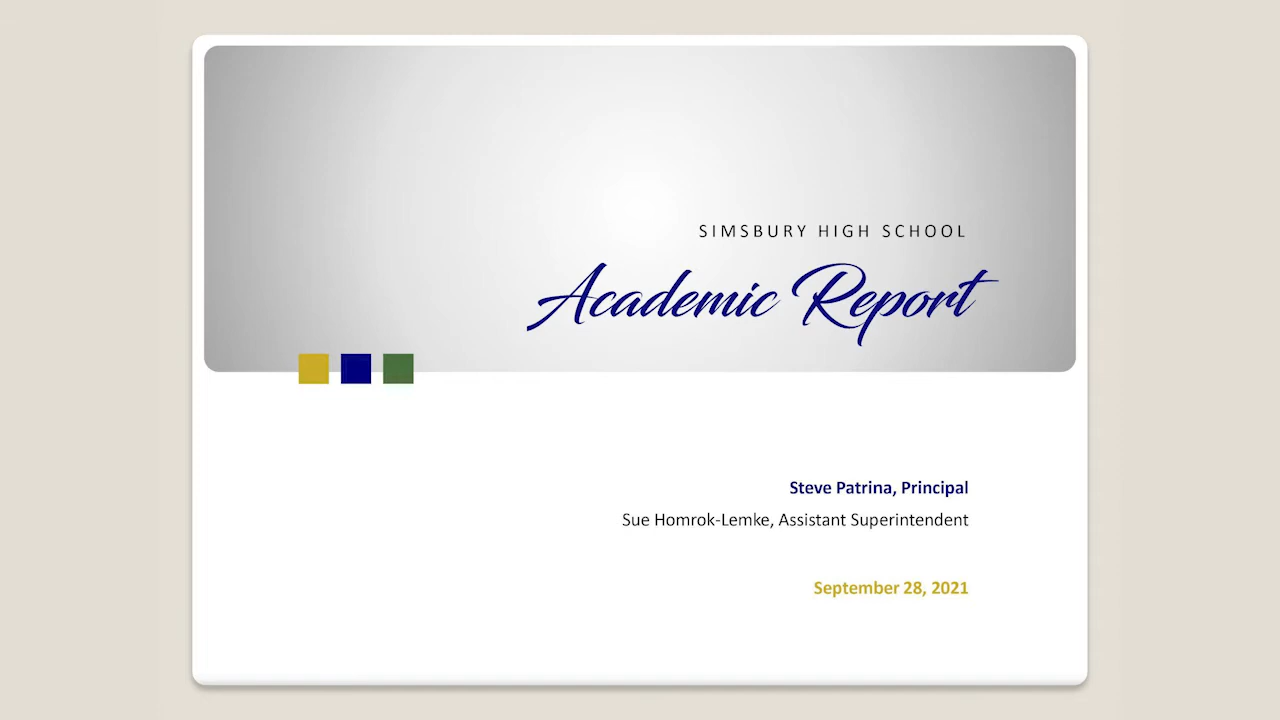 SIMSBURY HIGH SCHOOL
Academic Report
Steve Patrina, Principal
Sue Homrok-Lemke, Assistant Superintendent
September 28, 2021